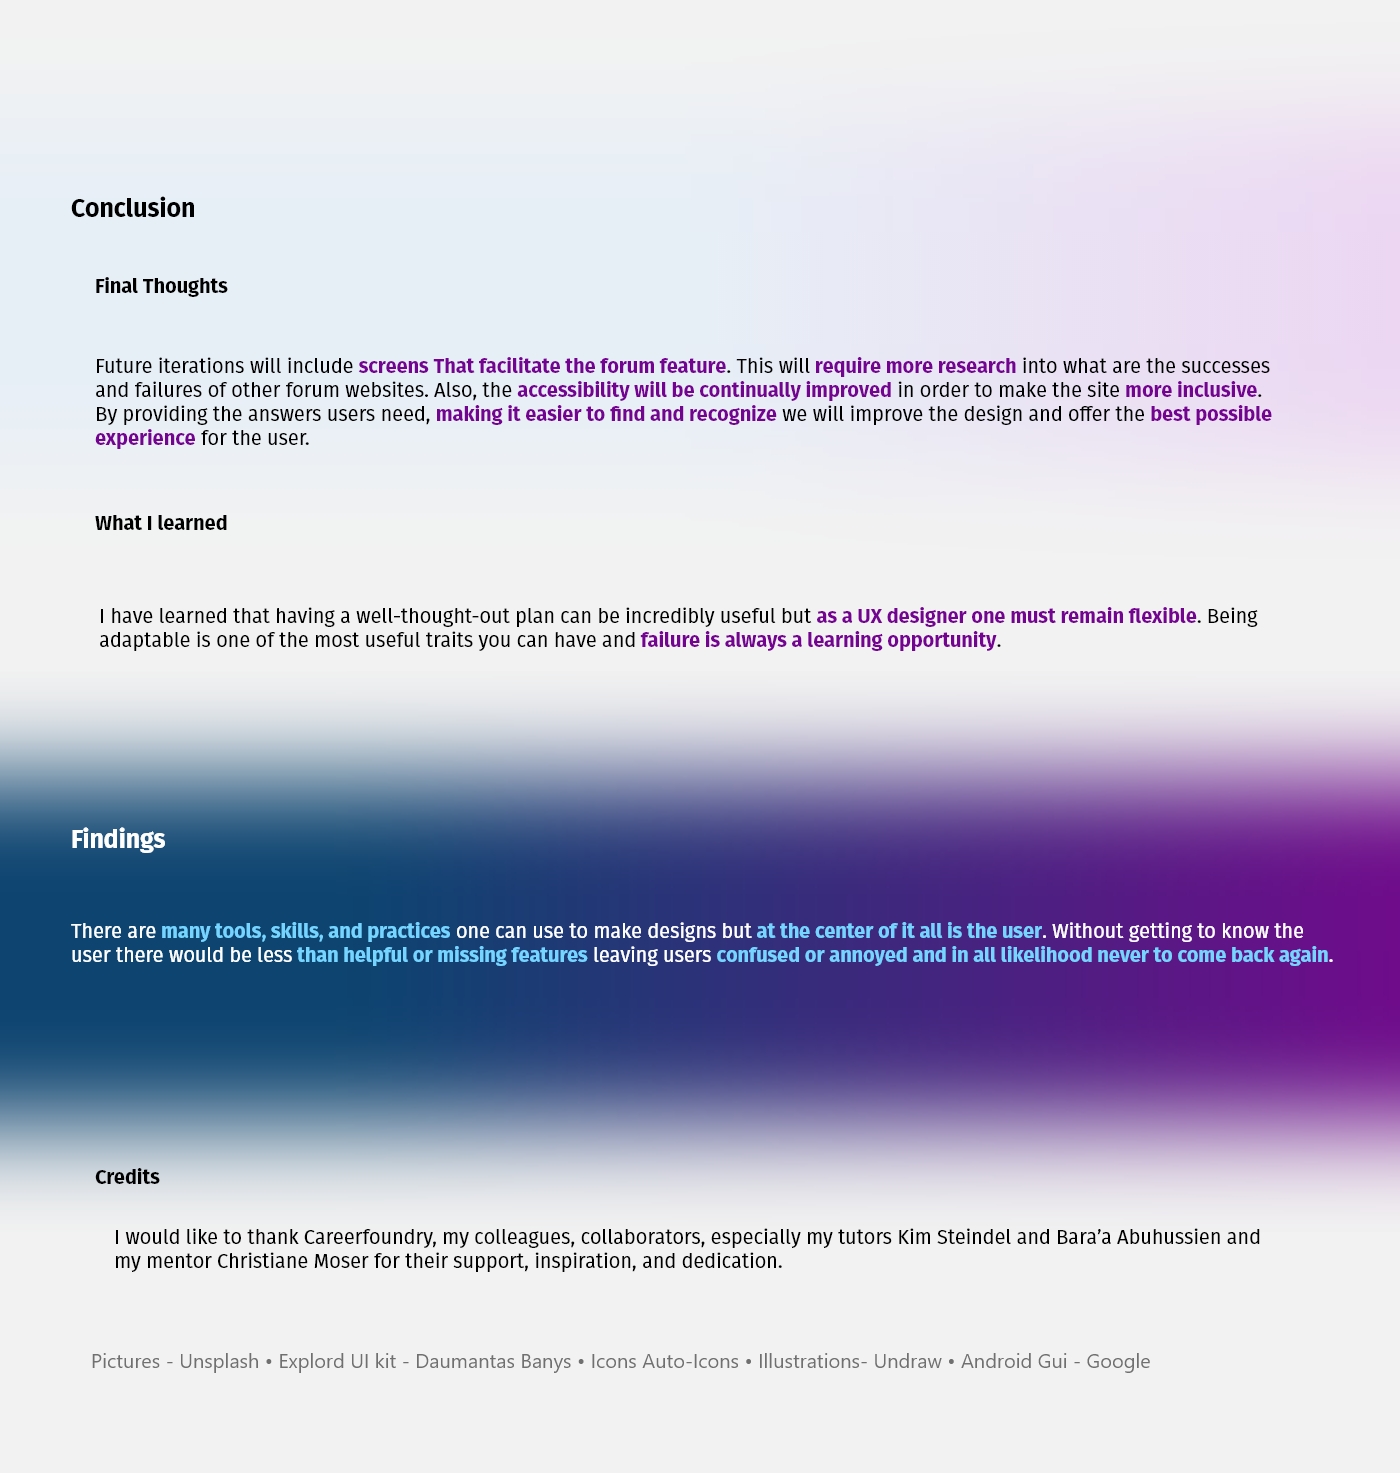 Conclusion
Final Thoughts
Future iterations will include screens That facilitate the forum feature. This will require more research into what are the successes
and failures of other forum websites. Also, the accessibility will be continually improved in order to make the site more inclusive.
By providing the answers users need, making it easier to find and recognize we will improve the design and offer the best possible
experience for the user.
What I learned
I have learned that having a well-thought-out plan can be incredibly useful but as a UX designer one must remain flexible. Being
adaptable is one of the most useful traits you can have and failure is always a learning opportunity.
Findings
There are many tools, skills, and practices one can use to make designs but at the center of it all is the user. Without getting to know the
user there would be less than helpful or missing features leaving users confused or annoyed and in all likelihood never to come back again.
Credits
I would like to thank Careerfoundry, my colleagues, collaborators, especially my tutors Kim Steindel and Bara’a Abuhussien and
my mentor Christiane Moser for their support, inspiration, and dedication.
Pictures - Unsplash • Explord UI kit - Daumantas Banys • Icons Auto-Icons • Illustrations- Undraw • Android Gui - Google